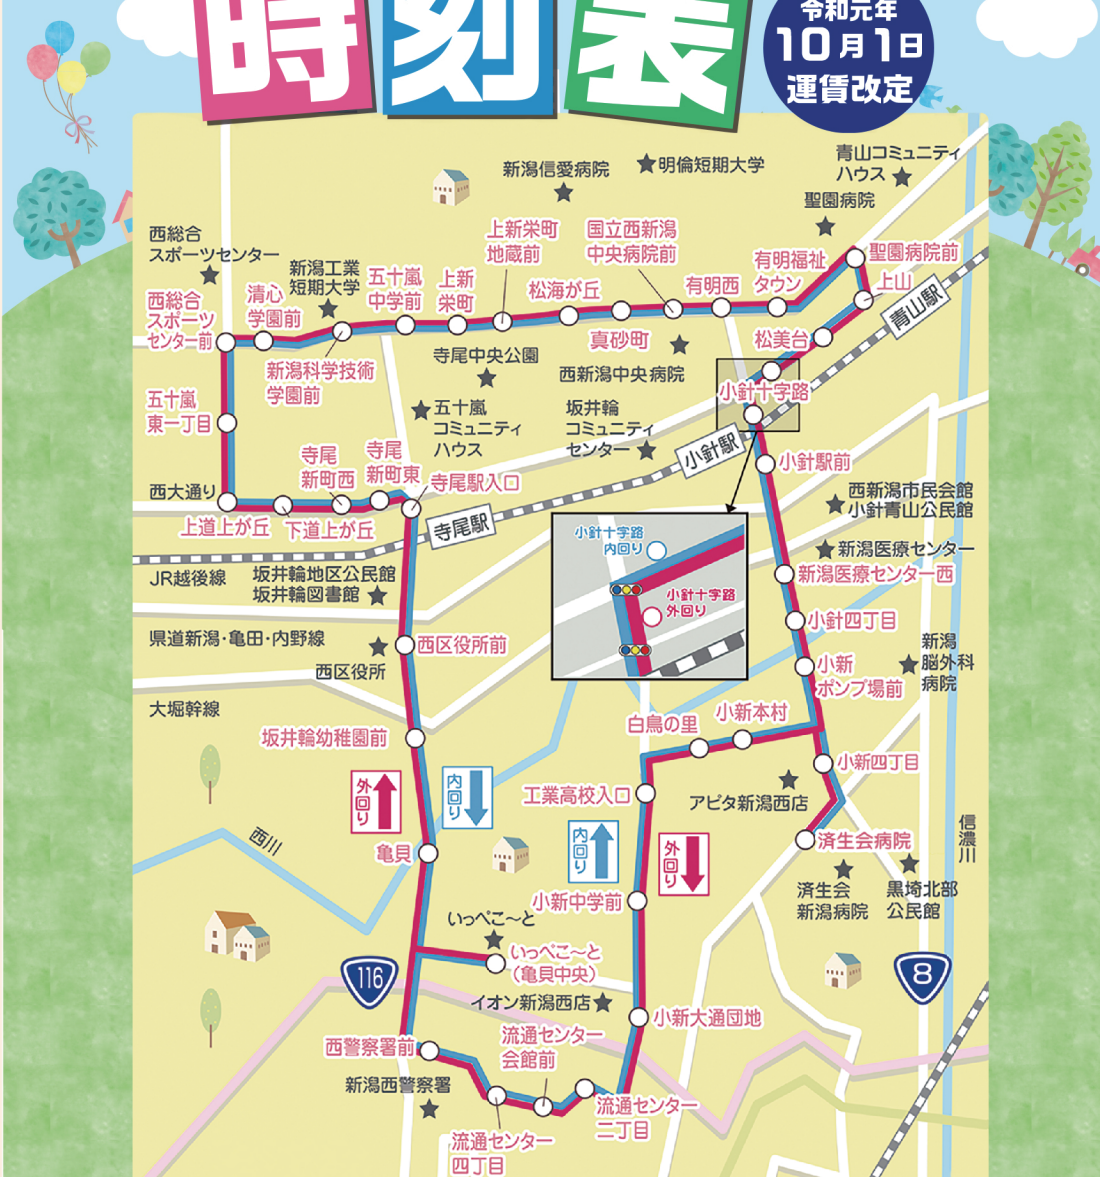 時刻表
令和元年
10月1日
運賃改定
新潟信愛病院
明倫短期大学
青山コミュニティ
ハウス
聖園病院
西総合
スポーツセンター
新潟工業
短期大学
西総合
スポーツ
センター前
清心
学園前
五十嵐
中学前
上新
栄町
上新栄町
地蔵前
松海が丘
国立西新潟
中央病院前
有明西
有明福祉
タウン
聖園病院前
上山
青山駅
新潟科学技術
学園前
寺尾中央公園
真砂町
西新潟中央病院
松美台
小針十字路
五十嵐
東一丁目
五十嵐
コミュニティ
ハウス
坂井輪
コミュニティ
センター
小針駅
小針駅前
西大通り
寺尾
新町西
寺尾
新町東
寺尾駅入口
上道上が丘
下道上が丘
寺尾駅
西新潟市民会館
小針青山公民館
小針十字路
内回り
小針十字路
外回り
新潟医療センター
新潟医療センター西
JR越後線
坂井輪地区公民館
坂井輪図書館
小針四丁目
県道新潟・亀田・内野線
西区役所前
西区役所
新潟
脳外科
病院
小新
ポンプ場前
大堀幹線
坂井輪幼稚園前
白鳥の里
小新本村
小新四丁目
外回り
内回り
工業高校入口
アピタ新潟西店
西川
亀貝
内回り
外回り
済生会病院
信濃川
済生会
新潟病院
黒埼北部
公民館
小新中学前
いっぺこ〜と
いっぺこ〜と
(亀貝中央)
116
8
イオン新潟西店
小新大通団地
西警察署前
流通センター
会館前
新潟西警察署
流通センター
二丁目
流通センター
四丁目